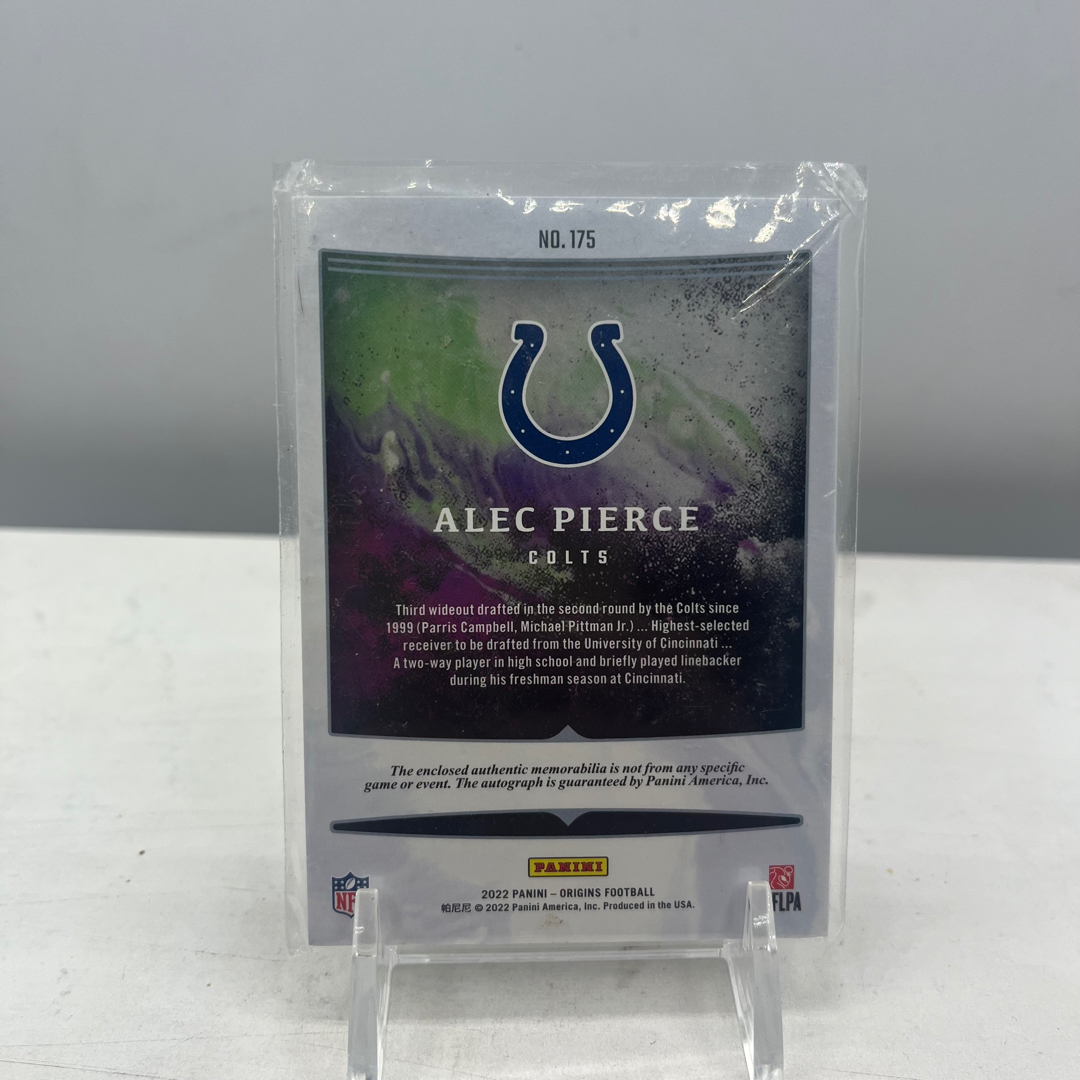 NO. 175
ALEC PIERCE
COLTS
Third wideout drafted in the second round by the Colts since
1999 (Parris Campbell, Michael Pittman Jr.) ... Highest-selected
receiver to be drafted from the University of Cincinnati ...
A two-way player in high school and briefly played linebacker
during his freshman season at Cincinnati.
The enclosed authentic memorabilia is not from any specific
game or event. The autograph is guaranteed by Panini America, Inc.
PANINI
2022 PANINI – ORIGINS FOOTBALL
帕尼尼 © 2022 Panini America, Inc. Produced in the USA.
NF
FLPA